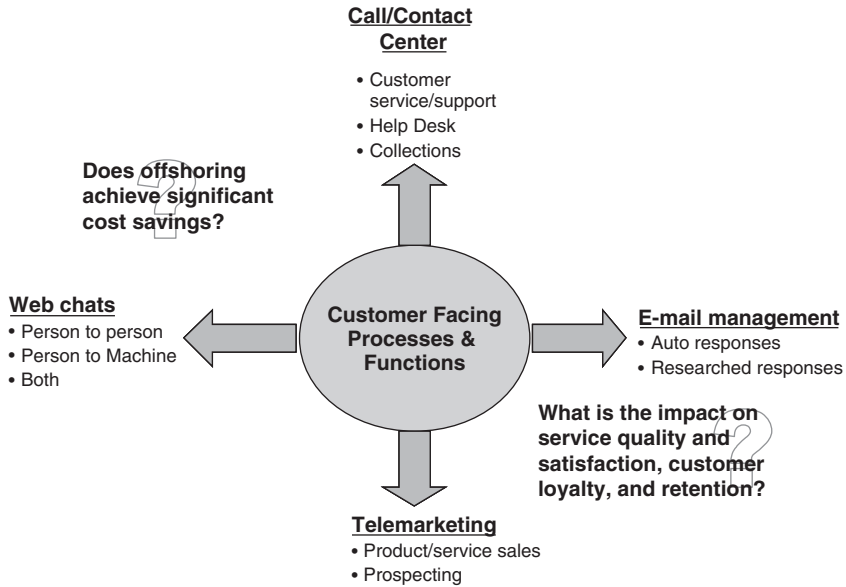 Call/Contact
Center
• Customer
service/support
• Help Desk
• Collections
Does offshoring
achieve significant
cost savings?
?
Web chats
• Person to person
• Person to Machine
• Both
Customer Facing
Processes &
Functions
E-mail management
• Auto responses
• Researched responses
What is the impact on
service quality and
satisfaction, customer
loyalty, and retention?
?
Telemarketing
• Product/service sales
• Prospecting